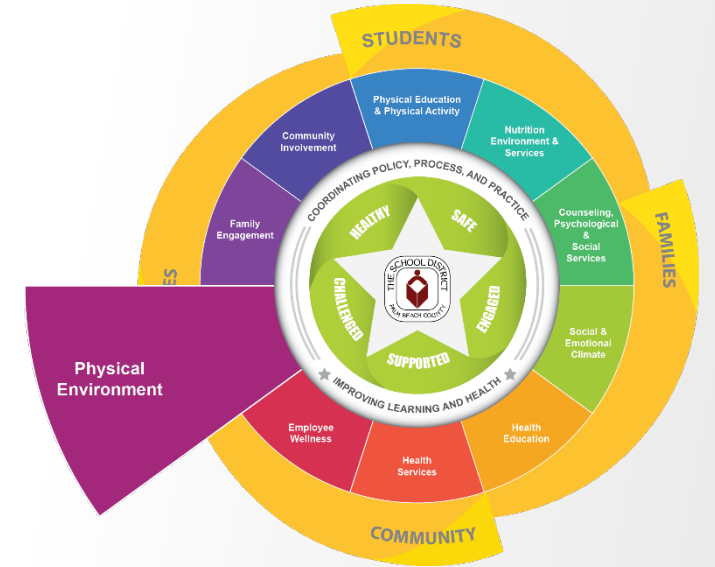 STUDENTS
FAMILIES
COMMUNITY
Physical Education
& Physical Activity
Nutrition
Environment &
Services
Counseling,
Psychological
&
Social
Services
Social &
Emotional
Climate
Health
Education
Health
Services
Employee
Wellness
Physical
Environment
Family
Engagement
Community
Involvement
COORDINATING POLICY, PROCESS, AND PRACTICE
IMPROVING LEARNING AND HEALTH
HEALTHY
SAFE
ENGAGED
SUPPORTED
CHALLENGED
THE SCHOOL DISTRICT
PALM BEACH COUNTY